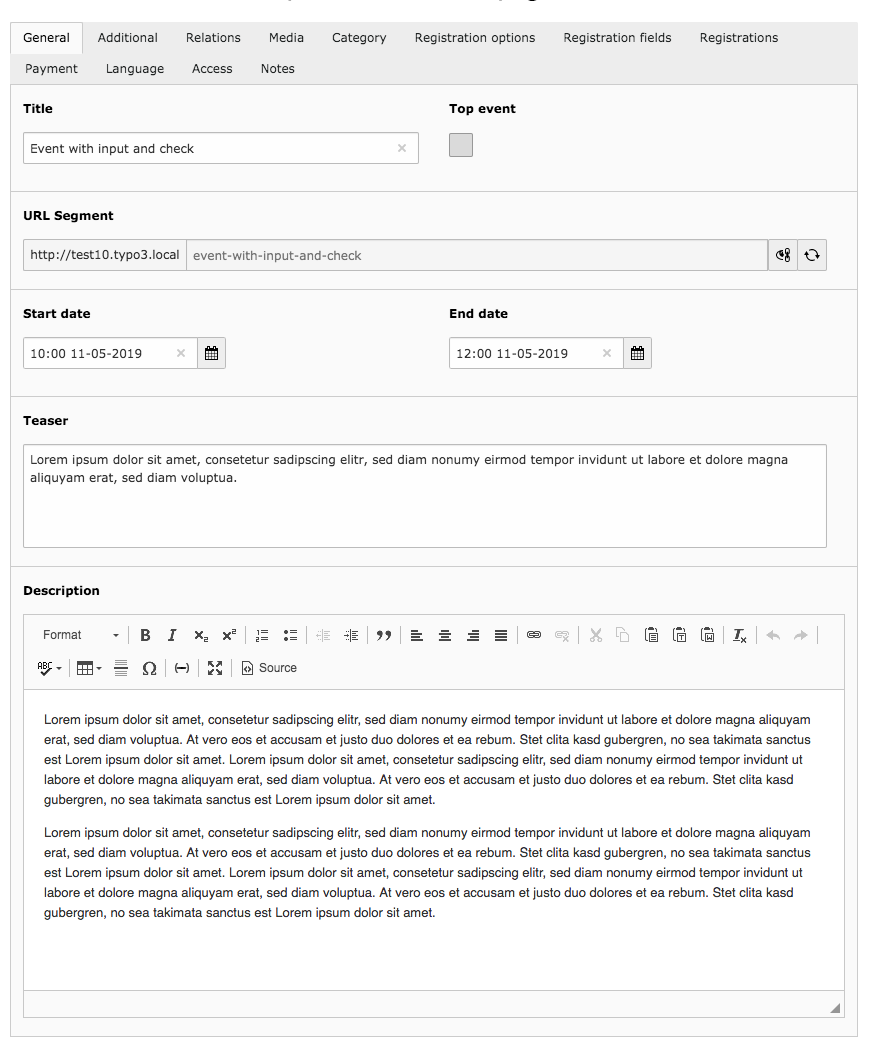 General Additional Relations Media Category Registration options Registration fields Registrations
Payment Language Access Notes
Title Top event
Event with input and check ×
URL Segment
http://test10.typo3.local event-with-input-and-check
Start date End date
10:00 11-05-2019 × 12:00 11-05-2019 ×
Teaser
Lorem ipsum dolor sit amet, consetetur sadipscing elitr, sed diam nonumy eirmod tempor invidunt ut labore et dolore magna
aliquyam erat, sed diam voluptua.
Description
Format B I x₂ x² Ω Source
Lorem ipsum dolor sit amet, consetetur sadipscing elitr, sed diam nonumy eirmod tempor invidunt ut labore et dolore magna aliquyam
erat, sed diam voluptua. At vero eos et accusam et justo duo dolores et ea rebum. Stet clita kasd gubergren, no sea takimata sanctus
est Lorem ipsum dolor sit amet. Lorem ipsum dolor sit amet, consetetur sadipscing elitr, sed diam nonumy eirmod tempor invidunt ut
labore et dolore magna aliquyam erat, sed diam voluptua. At vero eos et accusam et justo duo dolores et ea rebum. Stet clita kasd
gubergren, no sea takimata sanctus est Lorem ipsum dolor sit amet.
Lorem ipsum dolor sit amet, consetetur sadipscing elitr, sed diam nonumy eirmod tempor invidunt ut labore et dolore magna aliquyam
erat, sed diam voluptua. At vero eos et accusam et justo duo dolores et ea rebum. Stet clita kasd gubergren, no sea takimata sanctus
est Lorem ipsum dolor sit amet. Lorem ipsum dolor sit amet, consetetur sadipscing elitr, sed diam nonumy eirmod tempor invidunt ut
labore et dolore magna aliquyam erat, sed diam voluptua. At vero eos et accusam et justo duo dolores et ea rebum. Stet clita kasd
gubergren, no sea takimata sanctus est Lorem ipsum dolor sit amet.